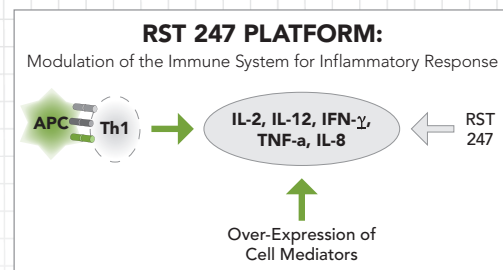 RST 247 PLATFORM:
Modulation of the Immune System for Inflammatory Response
APC
Th1
IL-2, IL-12, IFN-γ,
TNF-a, IL-8
RST
247
Over-Expression of
Cell Mediators